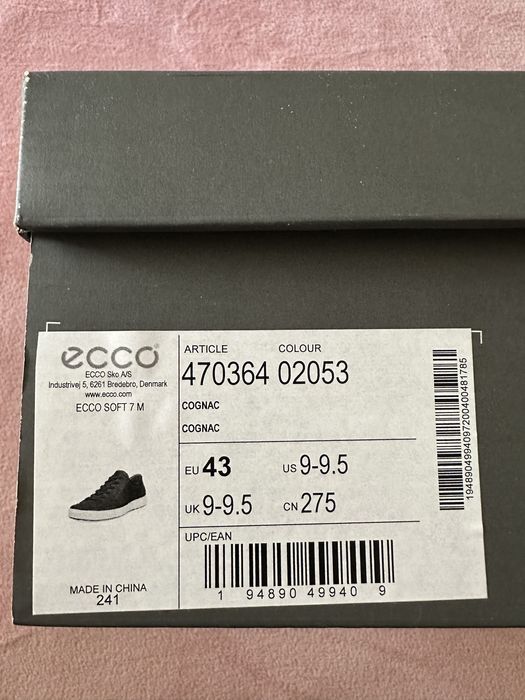 ecco
ECCO Sko A/S
Industrivej 5, 6261 Bredebro, Denmark
www.ecco.com
ECCO SOFT 7 M
MADE IN CHINA
241
ARTICLE COLOUR
470364 02053
COGNAC
COGNAC
EU 43 US 9-9.5
UK 9-9.5 CN 275
UPC/EAN
1 94890 49940 9
1948904994097200400481785